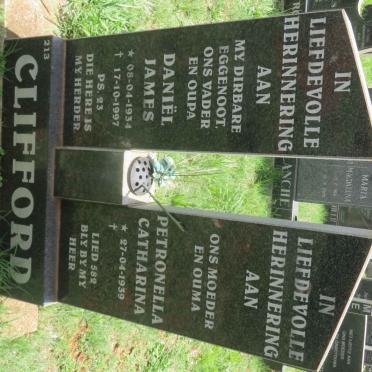 IN
LIEFDEVOLLE
HERINNERING
AAN
MY DIRBARE
EGGENOOT,
ONS VADER
EN OUPA
DANIËL
JAMES
★ 08-04-1934
† 17-10-1997
PS. 23
DIE HERE IS
MY HERDER
IN
LIEFDEVOLLE
HERINNERING
AAN
ONS MOEDER
EN OUMA
PETRONELLA
CATHARINA
★ 27-04-1939
†
LIED 582
BLY BY MY
HEER
213
CLIFFORD
MARIA
MAGDALENA